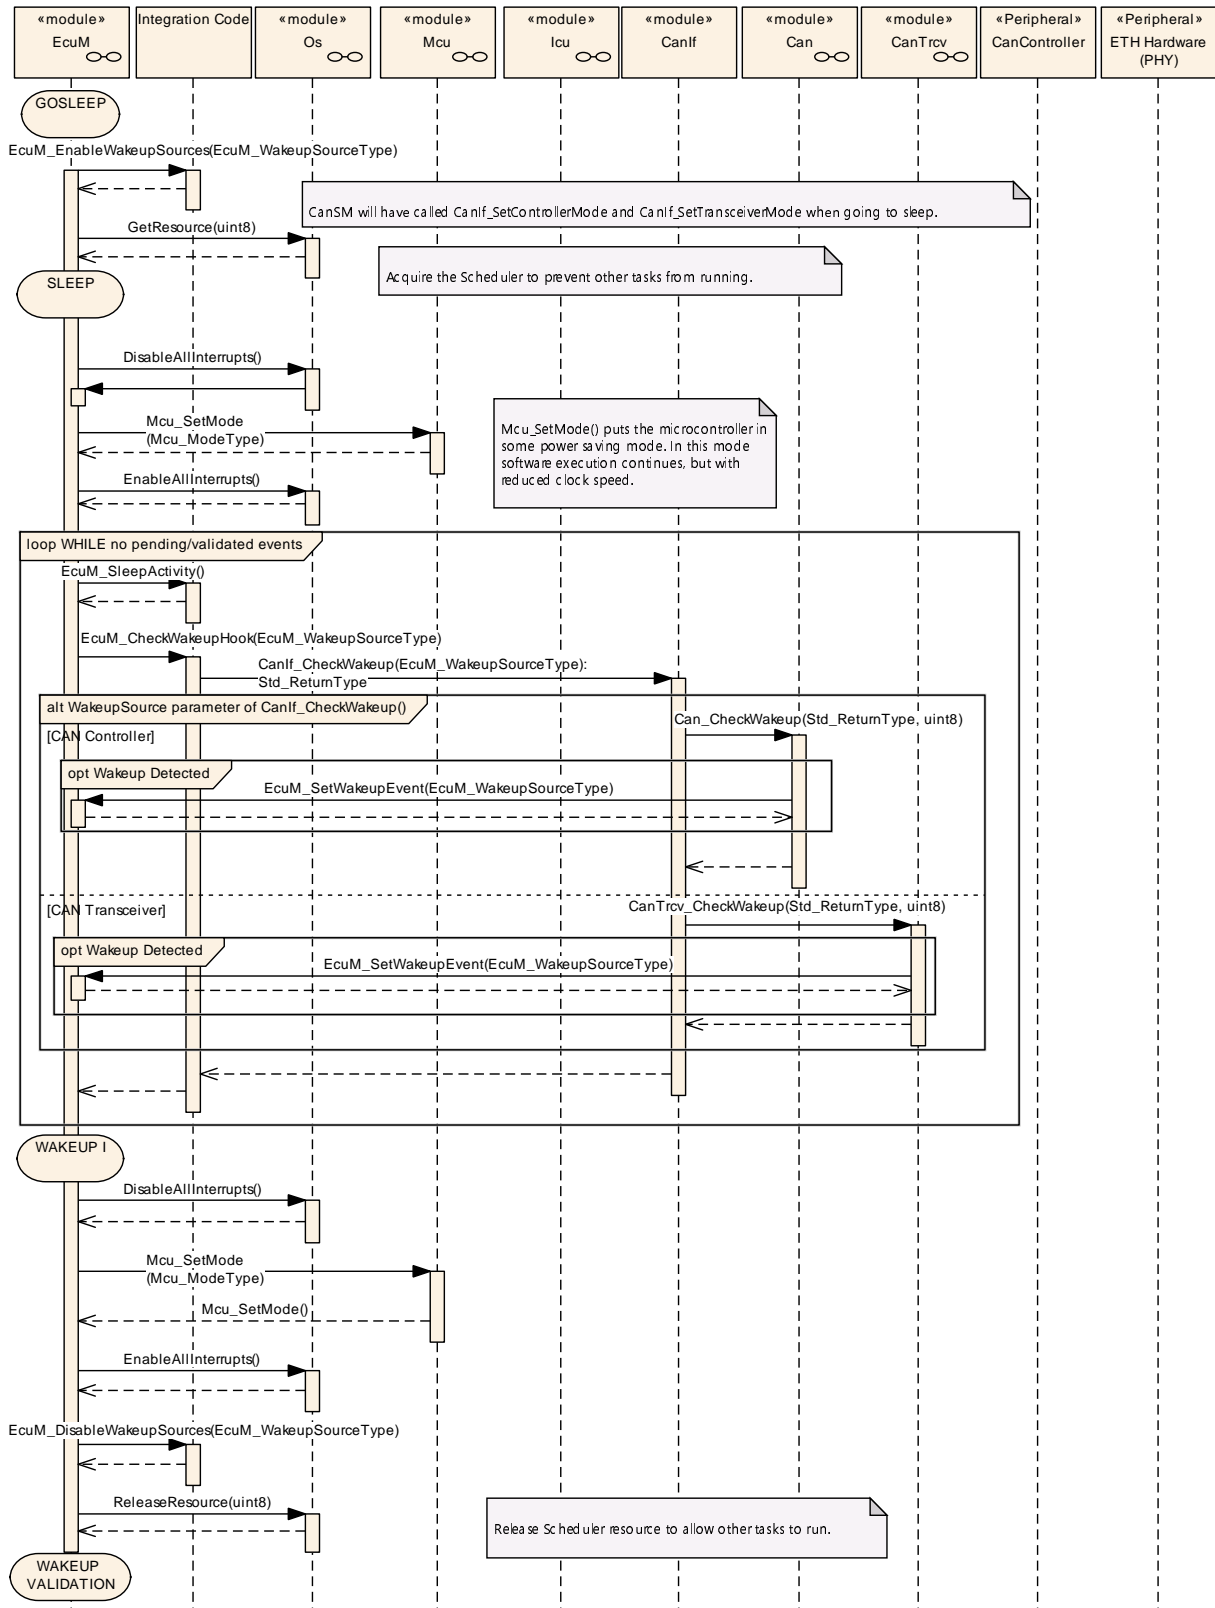 «module»
EcuM
Integration Code
«module»
Os
«module»
Mcu
«module»
Icu
«module»
CanIf
«module»
Can
«module»
CanTrcv
«Peripheral»
CanController
«Peripheral»
ETH Hardware
(PHY)
GOSLEEP
EcuM_EnableWakeupSources(EcuM_WakeupSourceType)
CanSM will have called CanIf_SetControllerMode and CanIf_SetTransceiverMode when going to sleep.
GetResource(uint8)
Acquire the Scheduler to prevent other tasks from running.
SLEEP
DisableAllInterrupts()
Mcu_SetMode
(Mcu_ModeType)
Mcu_SetMode() puts the microcontroller in
some power saving mode. In this mode
software execution continues, but with
reduced clock speed.
EnableAllInterrupts()
loop WHILE no pending/validated events
EcuM_SleepActivity()
EcuM_CheckWakeupHook(EcuM_WakeupSourceType)
CanIf_CheckWakeup(EcuM_WakeupSourceType):
Std_ReturnType
alt WakeupSource parameter of CanIf_CheckWakeup()
Can_CheckWakeup(Std_ReturnType, uint8)
[CAN Controller]
opt Wakeup Detected
EcuM_SetWakeupEvent(EcuM_WakeupSourceType)
[CAN Transceiver]
CanTrcv_CheckWakeup(Std_ReturnType, uint8)
opt Wakeup Detected
EcuM_SetWakeupEvent(EcuM_WakeupSourceType)
WAKEUP I
DisableAllInterrupts()
Mcu_SetMode
(Mcu_ModeType)
Mcu_SetMode()
EnableAllInterrupts()
EcuM_DisableWakeupSources(EcuM_WakeupSourceType)
ReleaseResource(uint8)
Release Scheduler resource to allow other tasks to run.
WAKEUP
VALIDATION